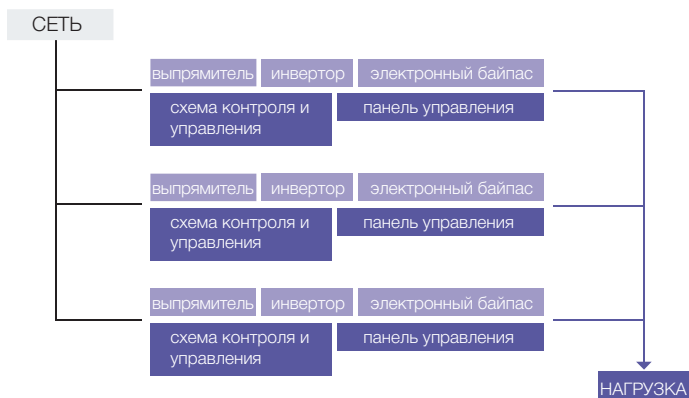 СЕТЬ
выпрямитель инвертор электронный байпас
схема контроля и управления панель управления
выпрямитель инвертор электронный байпас
схема контроля и управления панель управления
выпрямитель инвертор электронный байпас
схема контроля и управления панель управления
НАГРУЗКА